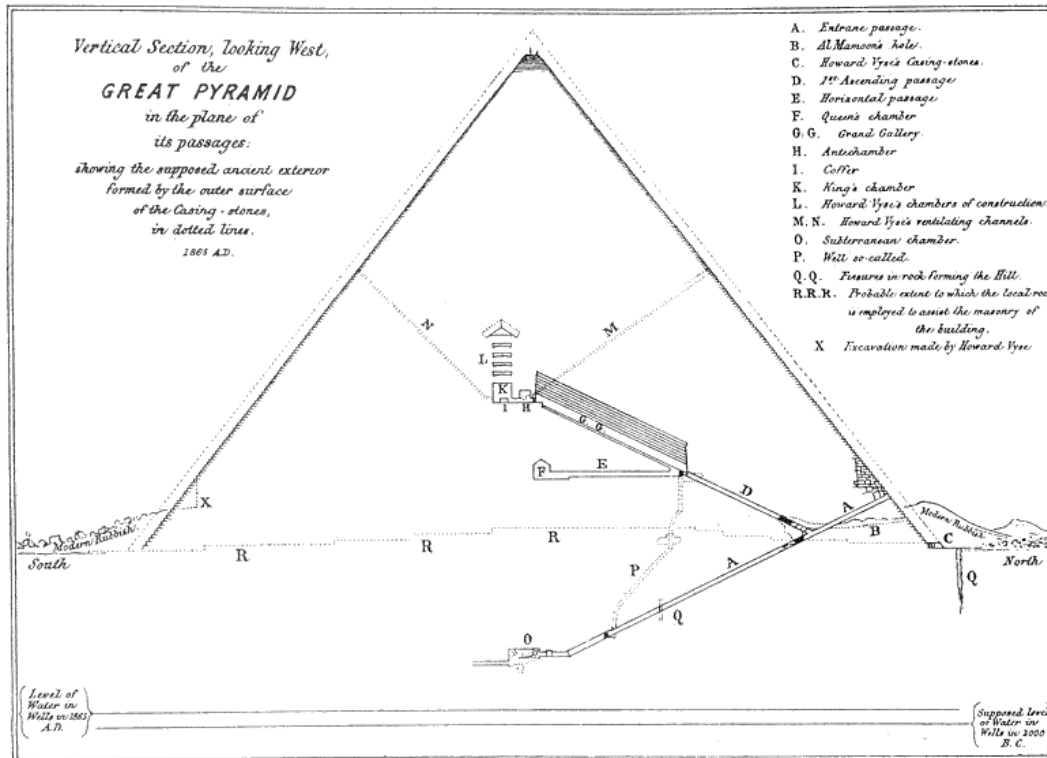 Vertical Section, looking West,
of the
GREAT PYRAMID
in the plane of
its passages:
showing the supposed ancient exterior
formed by the outer surface
of the Casing-stones,
in dotted lines.
1865 A.D.
A. Entrane passage.
B. Al Mamoon's hole.
C. Howard Vyse's Casing-stones.
D. 1st Ascending passage
E. Horizontal passage
F. Queen's chamber
G; G. Grand Gallery.
H. Antechamber
I. Coffer
K. King's chamber
L. Howard Vyse's chambers of construction.
M. N. Howard Vyse's ventilating channels.
O. Subterranean chamber.
P. Well so-called.
Q. Q. Fissures in rock forming the Hill.
R.R.R. Probable extent to which the local roc
is employed to assist the masonry of
the building.
X Excavation made by Howard Vyse
N
M
L
K
I
H
G G
F
E
D
A
B
X
Modern Rubbish
Modern Rubbish
C
R
R
R
South
North
P
A
Q
Q
O
Level of
Water in
Wells in 1865
A.D.
Supposed level
of Water in
Wells in 2000
B. C.